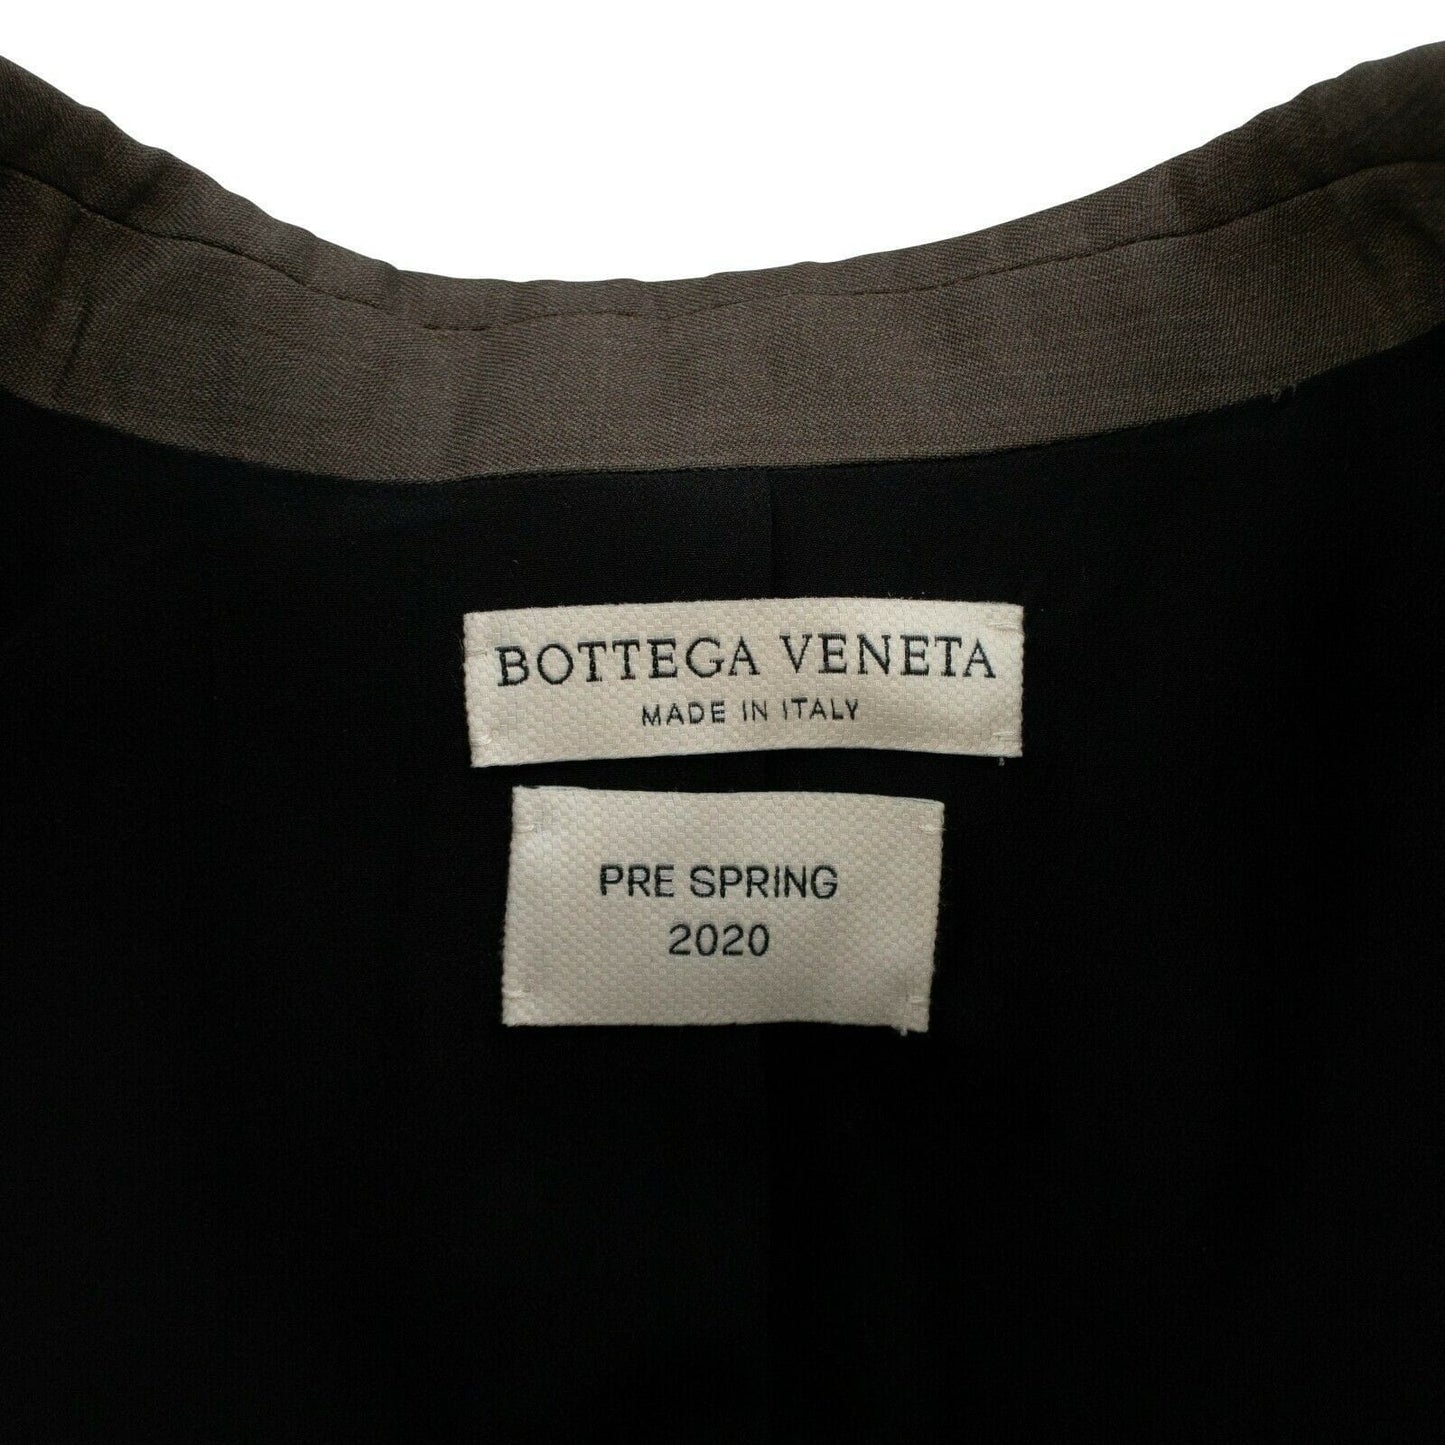 BOTTEGA VENETA
MADE IN ITALY
PRE SPRING
2020